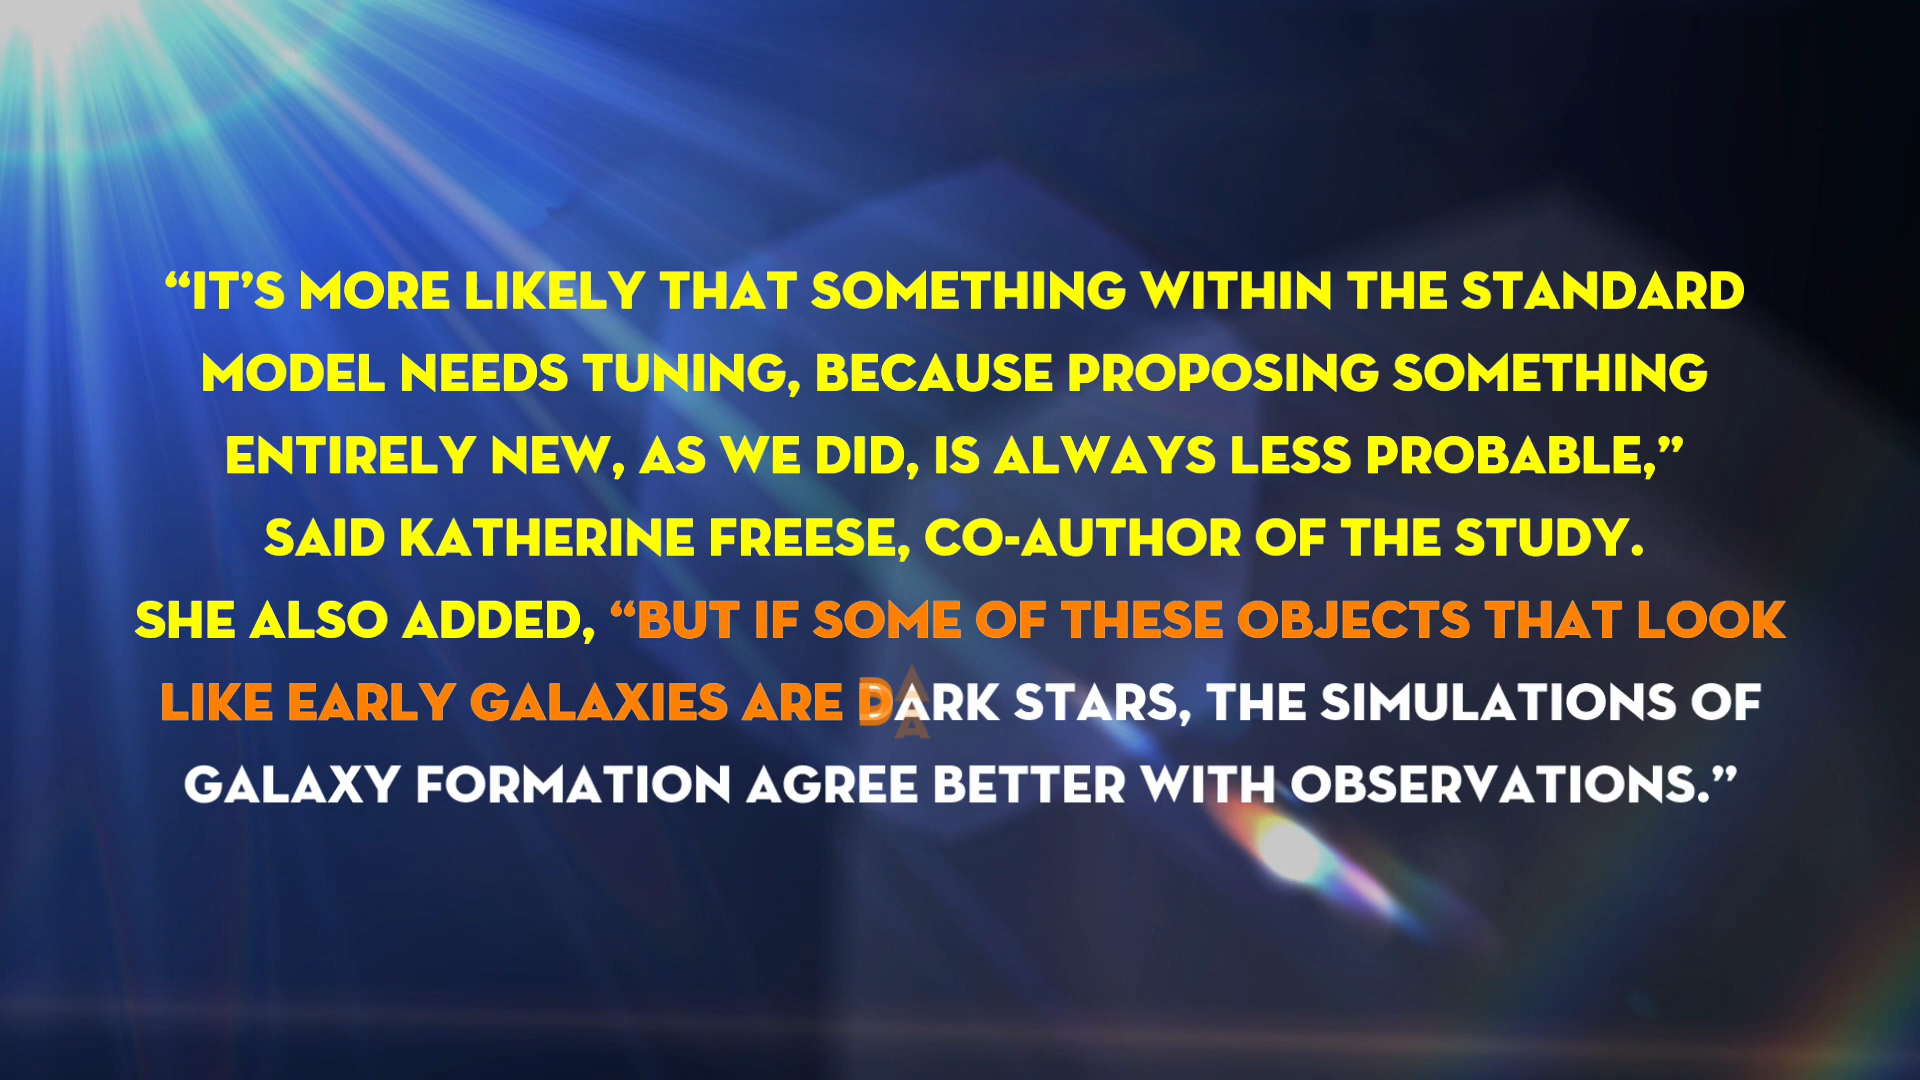 “IT’S MORE LIKELY THAT SOMETHING WITHIN THE STANDARD
MODEL NEEDS TUNING, BECAUSE PROPOSING SOMETHING
ENTIRELY NEW, AS WE DID, IS ALWAYS LESS PROBABLE,”
SAID KATHERINE FREESE, CO-AUTHOR OF THE STUDY.
SHE ALSO ADDED, “BUT IF SOME OF THESE OBJECTS THAT LOOK
LIKE EARLY GALAXIES ARE DARK STARS, THE SIMULATIONS OF
GALAXY FORMATION AGREE BETTER WITH OBSERVATIONS.”